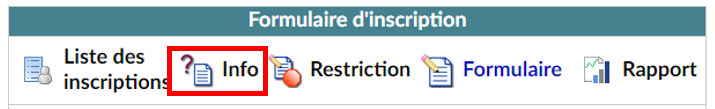 Formulaire d'inscription
Liste des
inscriptions
Info
Restriction
Formulaire
Rapport